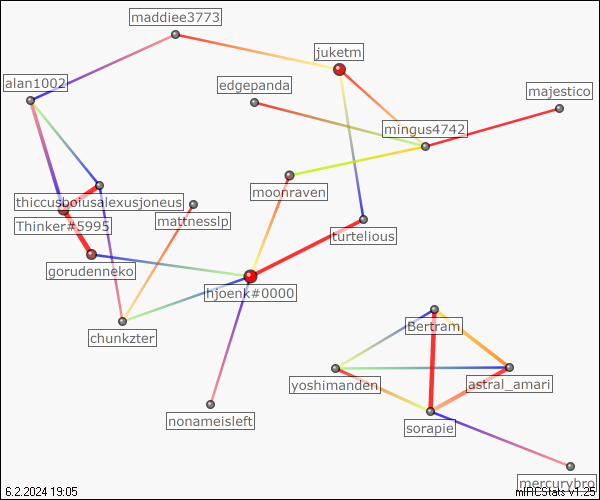 maddiee3773
juketm
alan1002
edgepanda
majestico
mingus4742
moonraven
thiccusboiusalexusjoneus
mattnesslp
Thinker#5995
turtelious
gorudenneko
hjoenk#0000
Bertram
chunkzter
yoshimanden
astral_amari
nonameisleft
sorapie
mercurybro
6.2.2024 19:05
mIRCStats v1.25